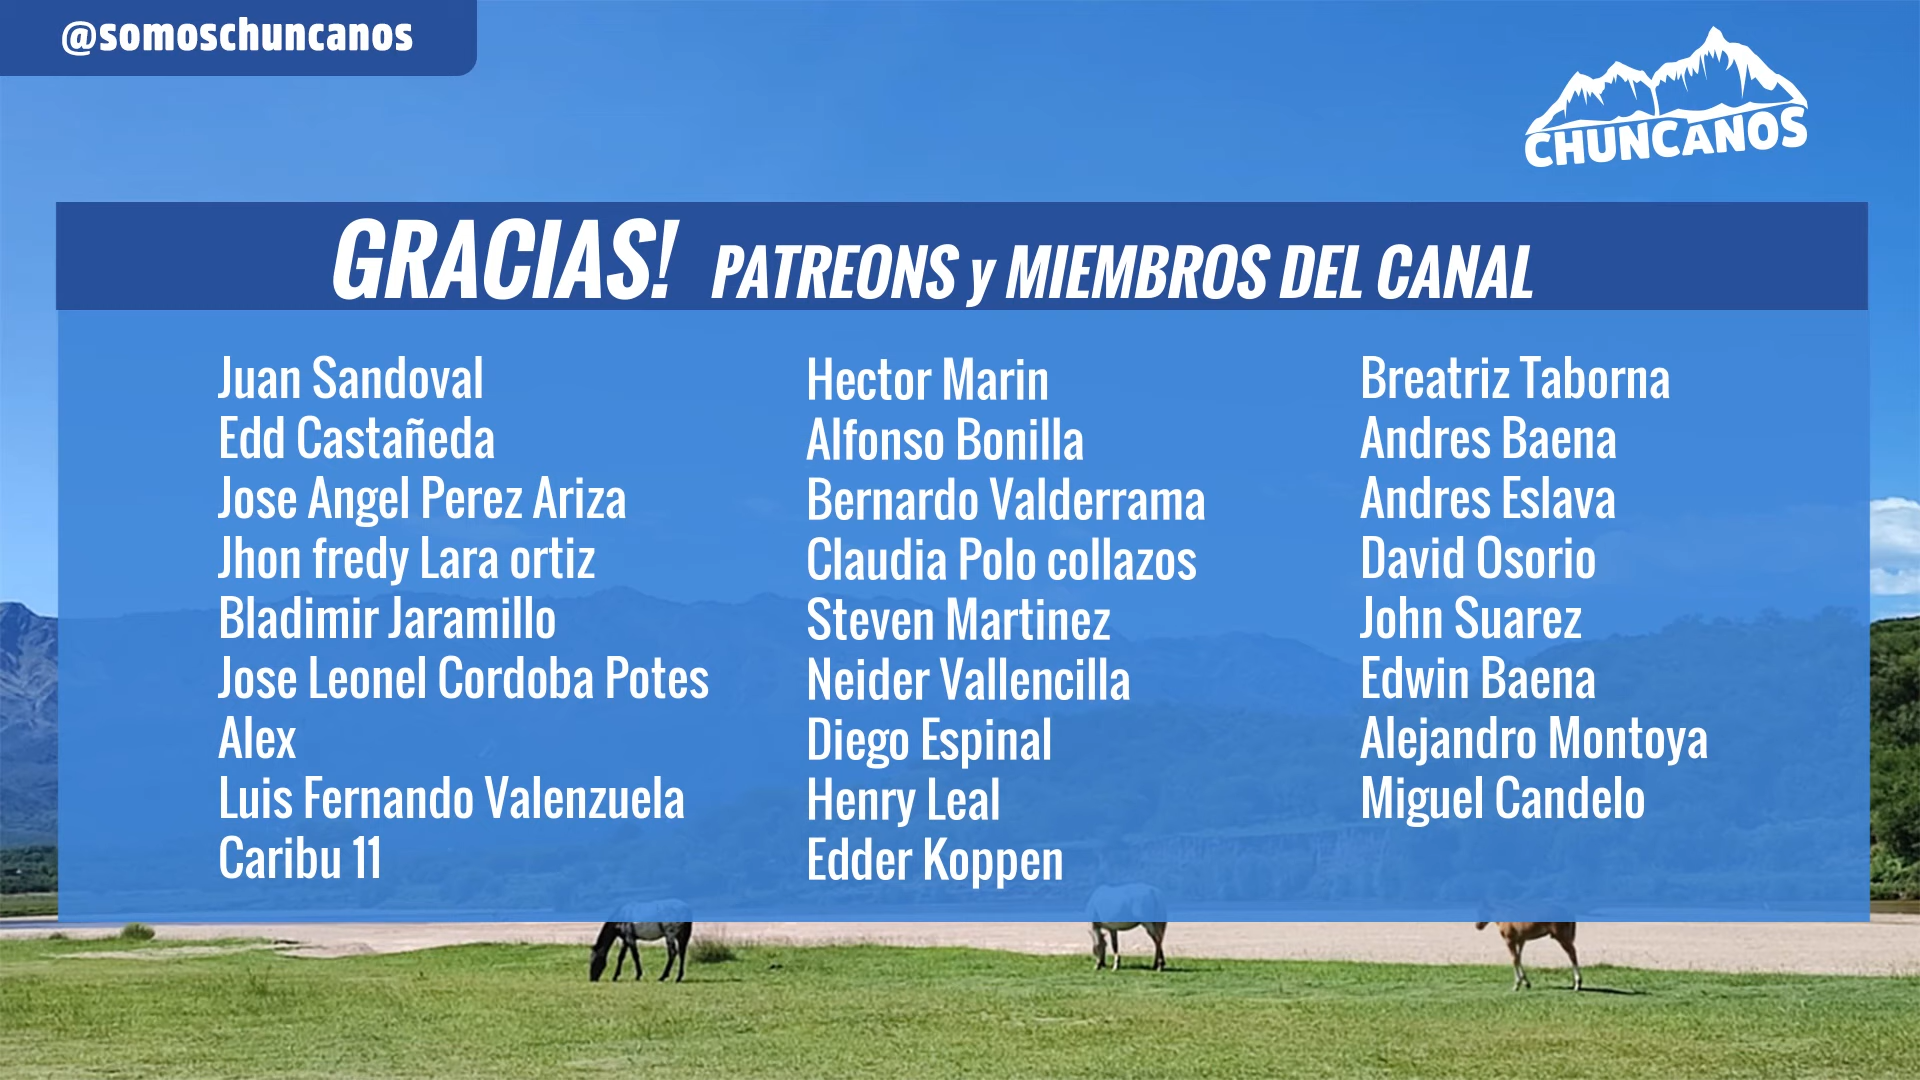 @somoschuncanos
CHUNCANOS
GRACIAS! PATREONS y MIEMBROS DEL CANAL
Juan Sandoval
Edd Castañeda
Jose Angel Perez Ariza
Jhon fredy Lara ortiz
Bladimir Jaramillo
Jose Leonel Cordoba Potes
Alex
Luis Fernando Valenzuela
Caribu 11
Hector Marin
Alfonso Bonilla
Bernardo Valderrama
Claudia Polo collazos
Steven Martinez
Neider Vallencilla
Diego Espinal
Henry Leal
Edder Koppen
Breatriz Taborna
Andres Baena
Andres Eslava
David Osorio
John Suarez
Edwin Baena
Alejandro Montoya
Miguel Candelo